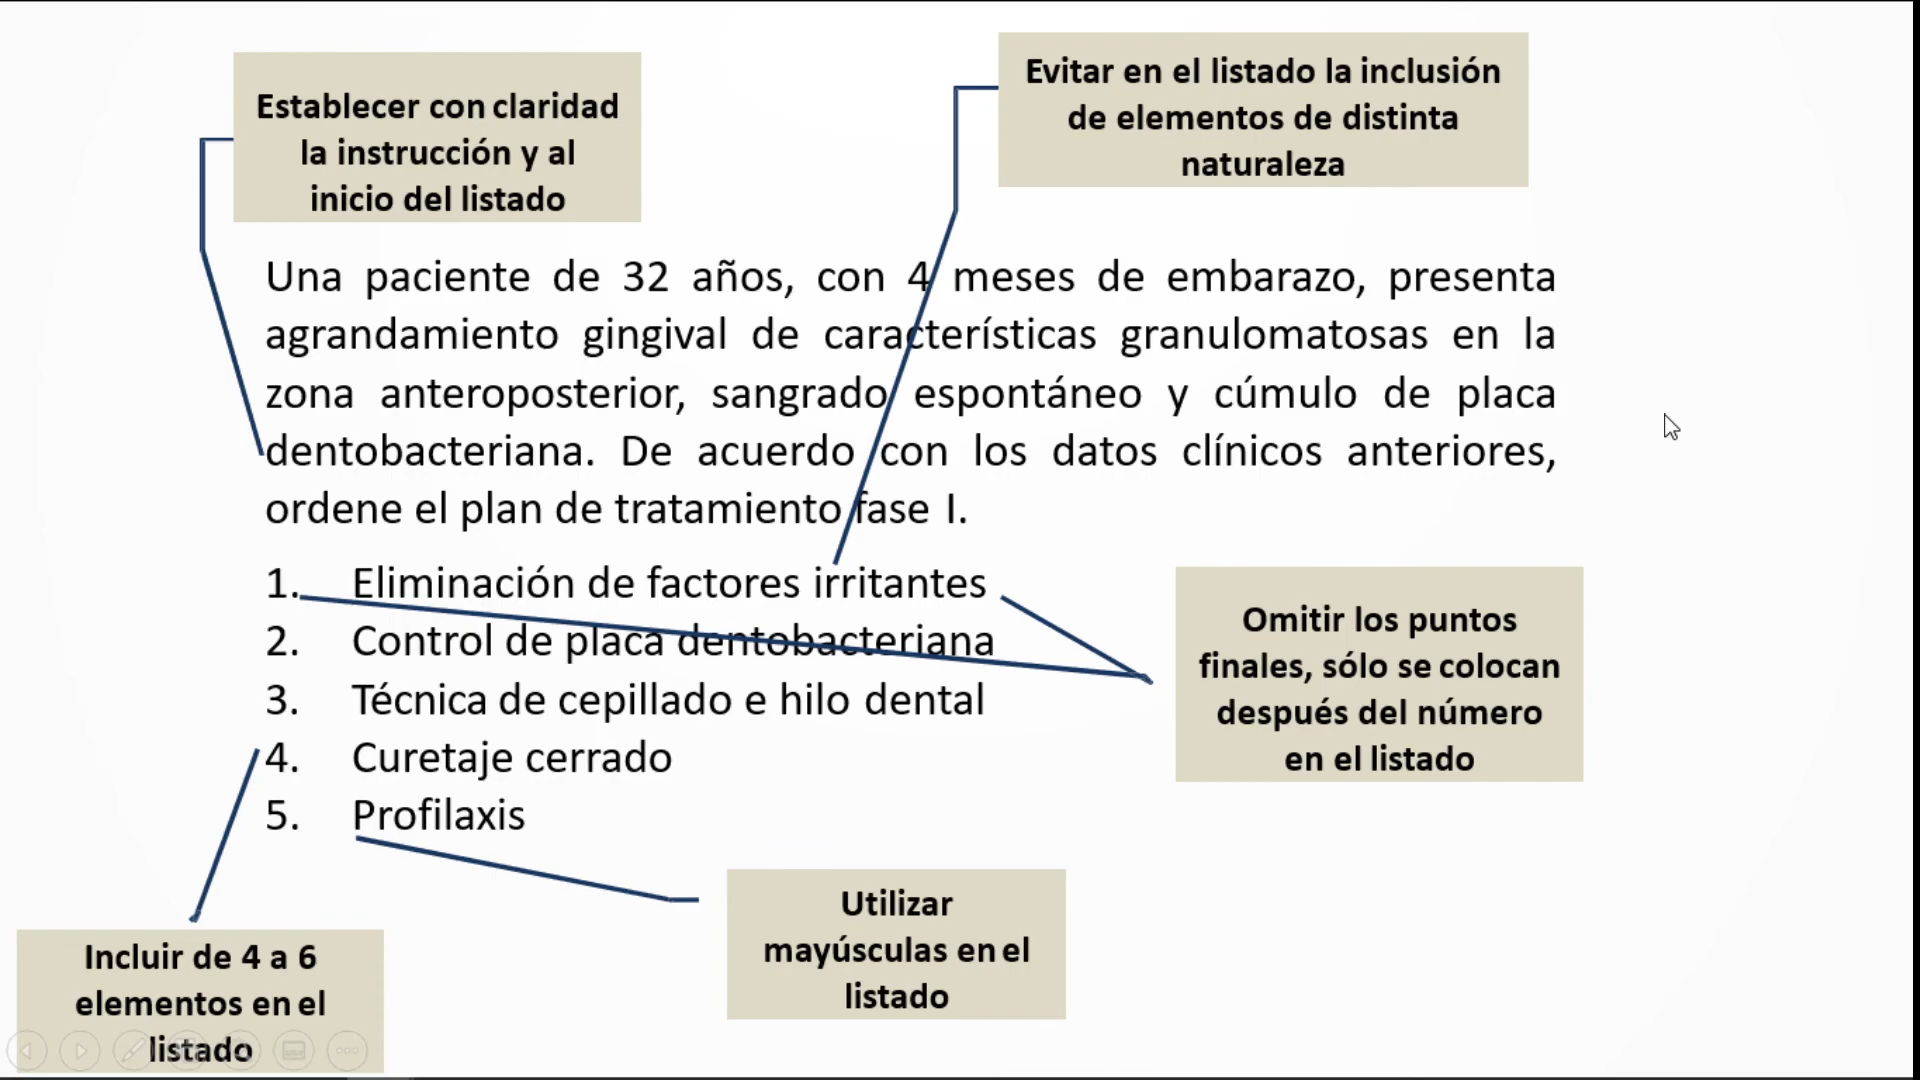 Establecer con claridad
la instrucción y al
inicio del listado
Evitar en el listado la inclusión
de elementos de distinta
naturaleza
Una paciente de 32 años, con 4 meses de embarazo, presenta
agrandamiento gingival de características granulomatosas en la
zona anteroposterior, sangrado espontáneo y cúmulo de placa
dentobacteriana. De acuerdo con los datos clínicos anteriores,
ordene el plan de tratamiento fase I.
1. Eliminación de factores irritantes
2. Control de placa dentobacteriana
3. Técnica de cepillado e hilo dental
4. Curetaje cerrado
5. Profilaxis
Omitir los puntos
finales, sólo se colocan
después del número
en el listado
Utilizar
mayúsculas en el
listado
Incluir de 4 a 6
elementos en el
listado